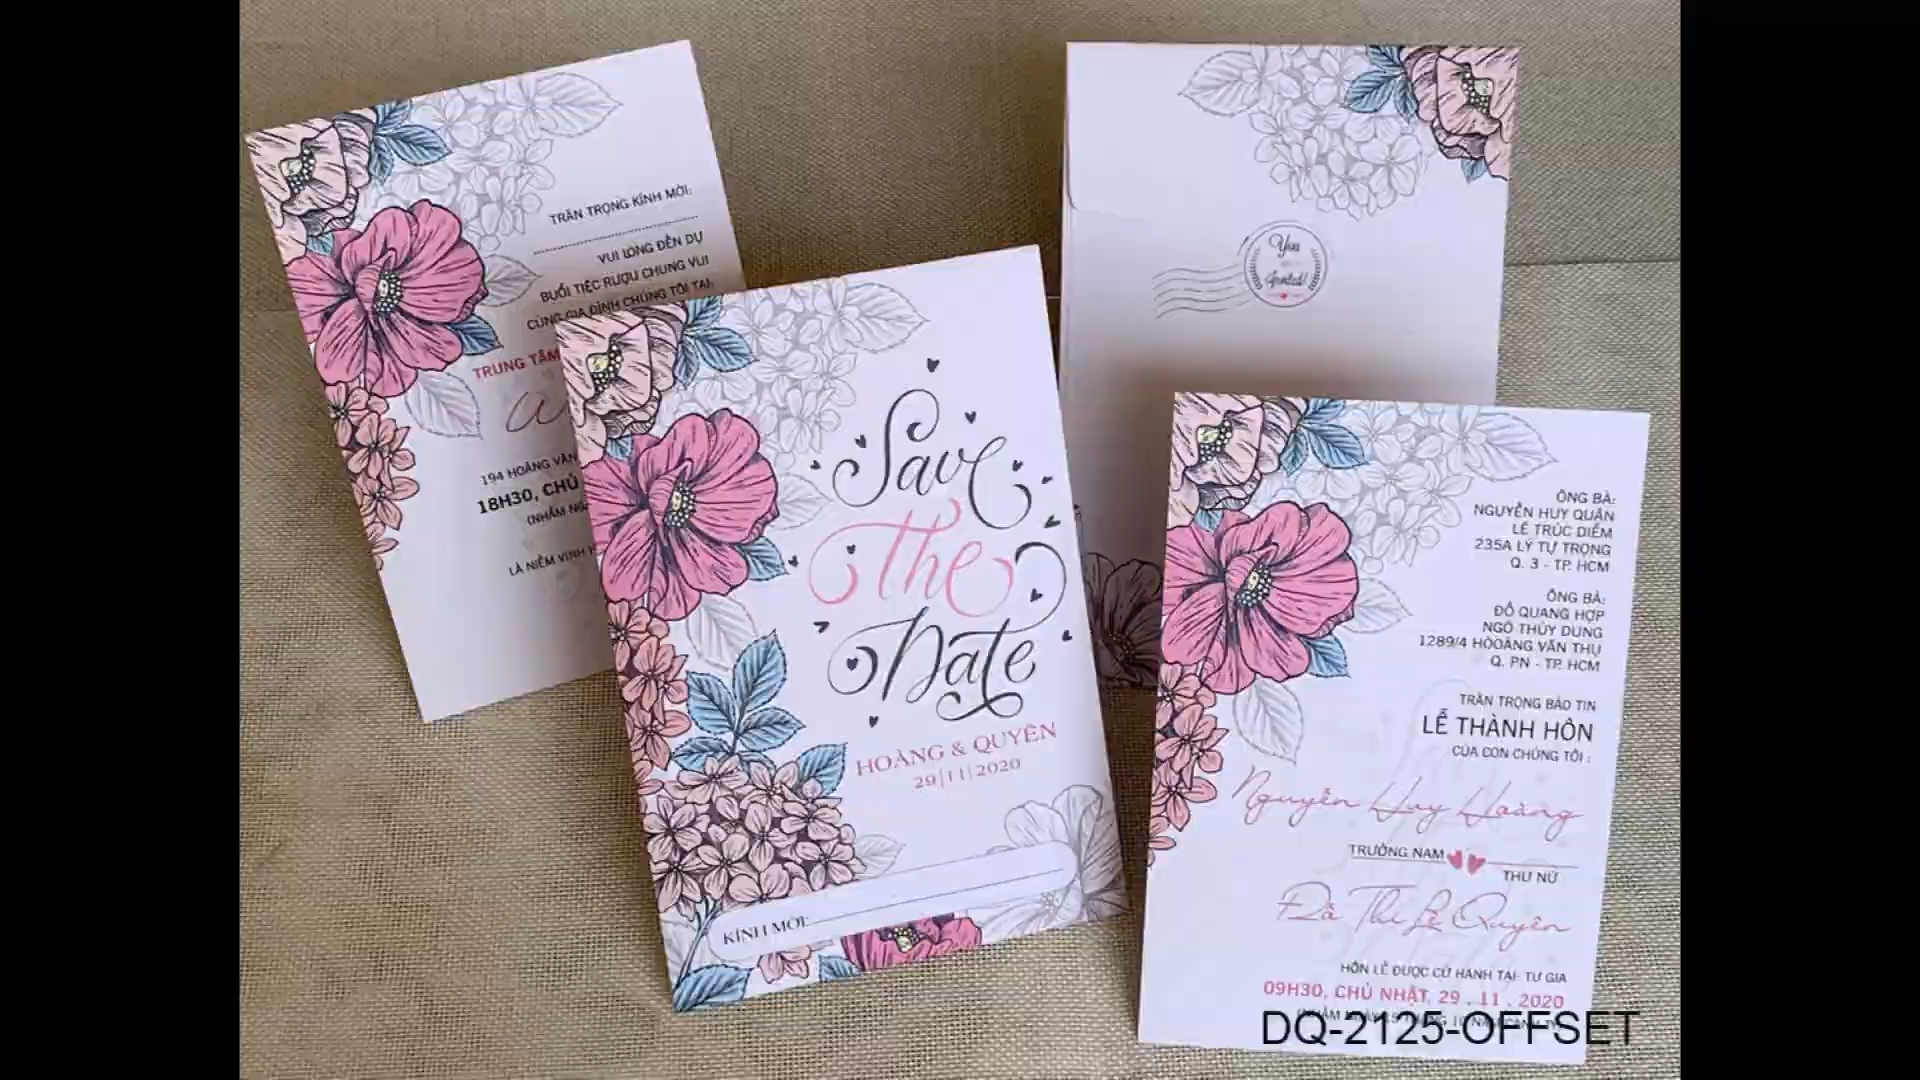 TRÂN TRỌNG KÍNH MỜI:
VUI LÒNG ĐẾN DỰ
BUỔI TIỆC RƯỢU CHUNG VUI
CÙNG GIA ĐÌNH CHÚNG TÔI TẠI:
TRUNG TÂM
194 HOÀNG VĂN
18H30, CHỦ
(NHẰM NG
LÀ NIỀM VINH H
Save
The
Date
HOÀNG & QUYÊN
29|11|2020
KÍNH MỜI:
You
Invited!
ÔNG BÀ:
NGUYỄN HUY QUÂN
LÊ TRÚC DIỄM
235A LÝ TỰ TRỌNG
Q. 3 - TP. HCM
ÔNG BÀ:
ĐỖ QUANG HỢP
NGÔ THÙY DUNG
1289/4 HÒOÀNG VĂN THỤ
Q. PN - TP. HCM
TRÂN TRỌNG BÁO TIN
LỄ THÀNH HÔN
CỦA CON CHÚNG TÔI :
Nguyễn Huy Hoàng
TRƯỞNG NAM
THỨ NỮ
Đỗ Thị Lệ Quyên
HÔN LỄ ĐƯỢC CỬ HÀNH TẠI: TƯ GIA
09H30, CHỦ NHẬT, 29 . 11 . 2020
DQ-2125-OFFSET